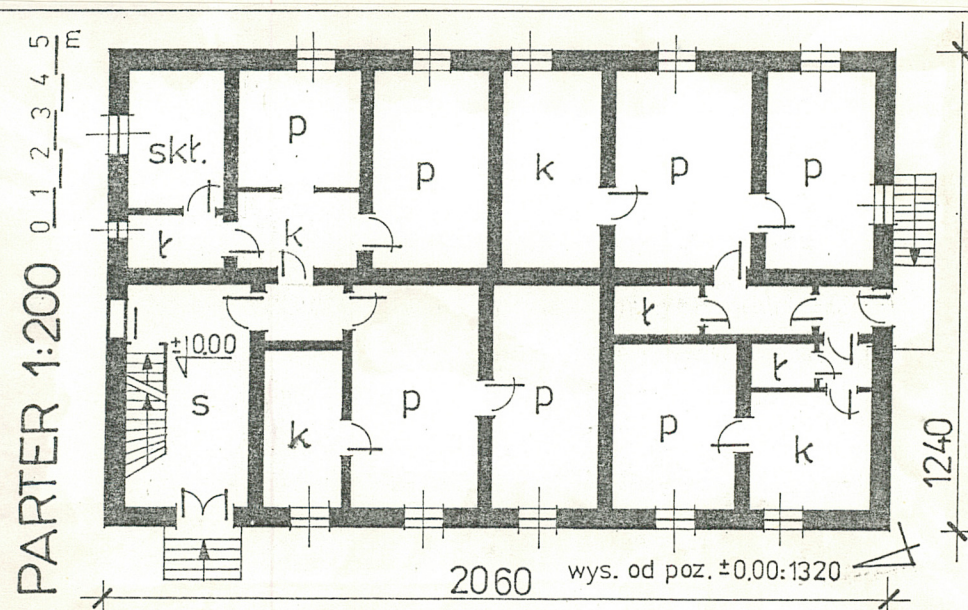 PARTER 1:200
0 1 2 3 4 5 m
skł.
p
p
k
p
p
ł
k
ł
±0.00
s
k
p
p
p
ł
k
1240
2060
wys. od poz. ±0.00:1320